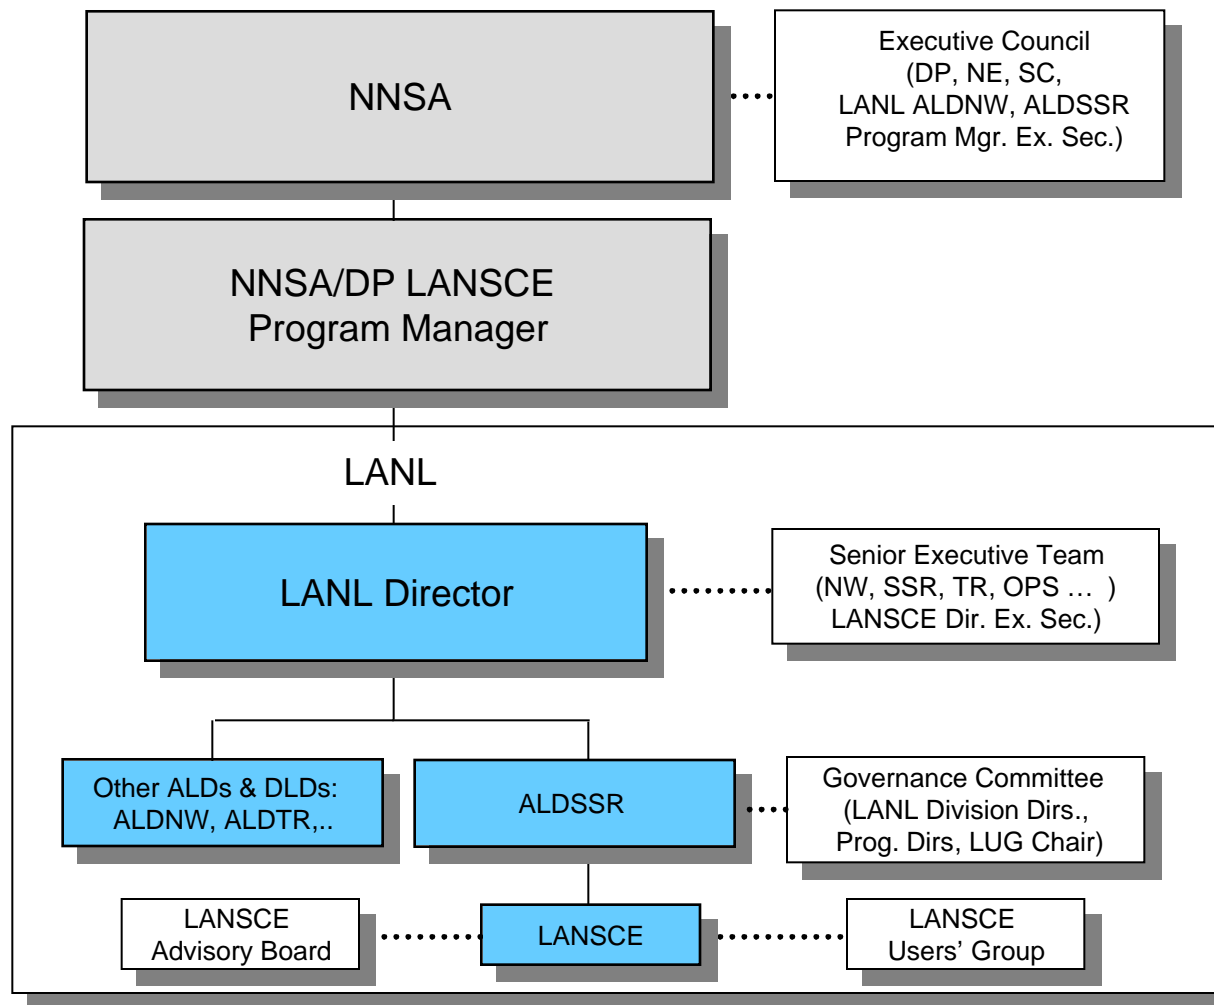 NNSA
Executive Council
(DP, NE, SC,
LANL ALDNW, ALDSSR
Program Mgr. Ex. Sec.)
NNSA/DP LANSCE
Program Manager
LANL
LANL Director
Senior Executive Team
(NW, SSR, TR, OPS … )
LANSCE Dir. Ex. Sec.)
Other ALDs & DLDs:
ALDNW, ALDTR,..
ALDSSR
Governance Committee
(LANL Division Dirs.,
Prog. Dirs, LUG Chair)
LANSCE
Advisory Board
LANSCE
LANSCE
Users’ Group